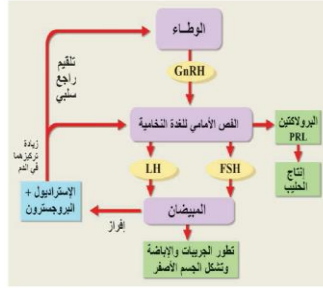 الوطاء
GnRH
تلقيم
راجع
سلبي
الفص الأمامي للغدة النخامية
البرولاكتين
PRL
زيادة
تركيزهما
في الدم
LH
FSH
إنتاج
الحليب
الإستراديول +
البروجسترون
إفراز
المبيضان
تطور الجريبات والإباضة
وتشكل الجسم الأصفر